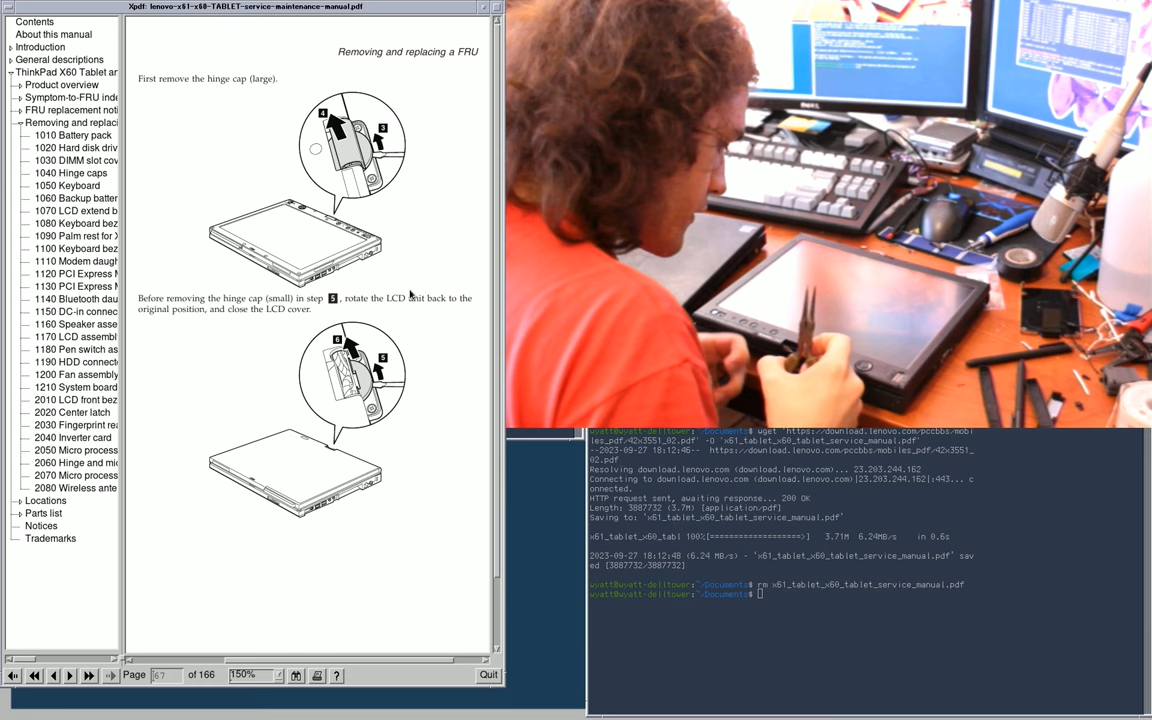 Xpdf: lenovo-x61-x60-TABLET-service-maintenance-manual.pdf
Contents
About this manual
Introduction
General descriptions
ThinkPad X60 Tablet ar
Product overview
Symptom-to-FRU inde
FRU replacement noti
Removing and replaci
1010 Battery pack
1020 Hard disk driv
1030 DIMM slot cov
1040 Hinge caps
1050 Keyboard
1060 Backup batter
1070 LCD extend b
1080 Keyboard bez
1090 Palm rest for X
1100 Keyboard bez
1110 Modem daugh
1120 PCI Express M
1130 PCI Express M
1140 Bluetooth dau
1150 DC-in connec
1160 Speaker asse
1170 LCD assembl
1180 Pen switch as
1190 HDD connect
1200 Fan assembly
1210 System board
2010 LCD front bez
2020 Center latch
2030 Fingerprint rea
2040 Inverter card
2050 Micro proces
2060 Hinge and mic
2070 Micro process
2080 Wireless ante
Locations
Parts list
Notices
Trademarks
Removing and replacing a FRU
First remove the hinge cap (large).
4
3
Before removing the hinge cap (small) in step 5 , rotate the LCD unit back to the
original position, and close the LCD cover.
6
5
Page 67 of 166 150% ? Quit
wyatt@wyatt-delltower:~/Documents$ wget 'https://download.lenovo.com/pccbbs/mobi
les_pdf/42x3551_02.pdf' -O 'x61_tablet_x60_tablet_service_manual.pdf'
--2023-09-27 18:12:46-- https://download.lenovo.com/pccbbs/mobiles_pdf/42x3551_
02.pdf
Resolving download.lenovo.com (download.lenovo.com)... 23.203.244.162
Connecting to download.lenovo.com (download.lenovo.com)|23.203.244.162|:443... c
onnected.
HTTP request sent, awaiting response... 200 OK
Length: 3887732 (3.7M) [application/pdf]
Saving to: 'x61_tablet_x60_tablet_service_manual.pdf'
x61_tablet_x60_tabl 100%[===================>] 3.71M 6.24MB/s in 0.6s
2023-09-27 18:12:48 (6.24 MB/s) - 'x61_tablet_x60_tablet_service_manual.pdf' sav
ed [3887732/3887732]
wyatt@wyatt-delltower:~/Documents$ rm x61_tablet_x60_tablet_service_manual.pdf
wyatt@wyatt-delltower:~/Documents$